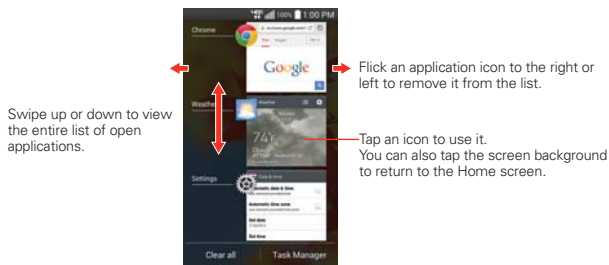 100% 1:00 PM
Chrome
Google
Flick an application icon to the right or
left to remove it from the list.
Swipe up or down to view
the entire list of open
applications.
Weather
Weather
74°F
Tap an icon to use it.
You can also tap the screen background
to return to the Home screen.
Settings
Date & time
Automatic date & time
Automatic time zone
Set date
Set time
Clear all
Task Manager